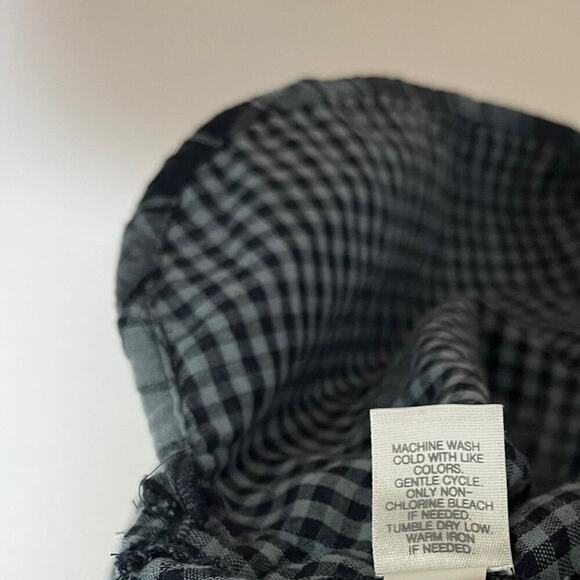 MACHINE WASH
COLD WITH LIKE
COLORS.
GENTLE CYCLE.
ONLY NON-
CHLORINE BLEACH
IF NEEDED.
TUMBLE DRY LOW.
WARM IRON
IF NEEDED.